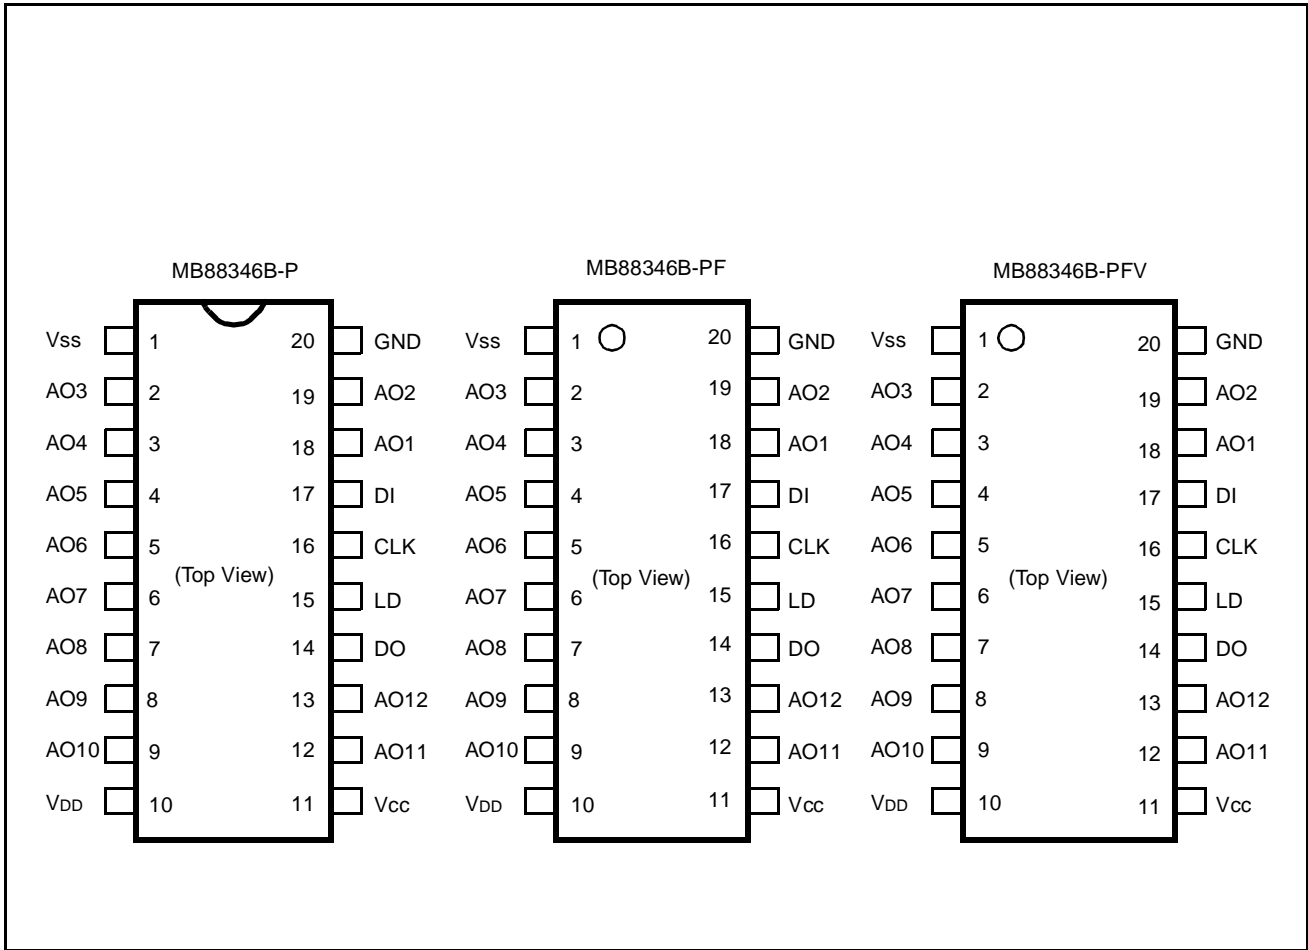 MB88346B-P
Vss 1 20 GND
AO3 2 19 AO2
AO4 3 18 AO1
AO5 4 17 DI
AO6 5 16 CLK
(Top View)
AO7 6 15 LD
AO8 7 14 DO
AO9 8 13 AO12
AO10 9 12 AO11
VDD 10 11 Vcc
MB88346B-PF
Vss 1 20 GND
AO3 2 19 AO2
AO4 3 18 AO1
AO5 4 17 DI
AO6 5 16 CLK
(Top View)
AO7 6 15 LD
AO8 7 14 DO
AO9 8 13 AO12
AO10 9 12 AO11
VDD 10 11 Vcc
MB88346B-PFV
Vss 1 20 GND
AO3 2 19 AO2
AO4 3 18 AO1
AO5 4 17 DI
AO6 5 16 CLK
(Top View)
AO7 6 15 LD
AO8 7 14 DO
AO9 8 13 AO12
AO10 9 12 AO11
VDD 10 11 Vcc